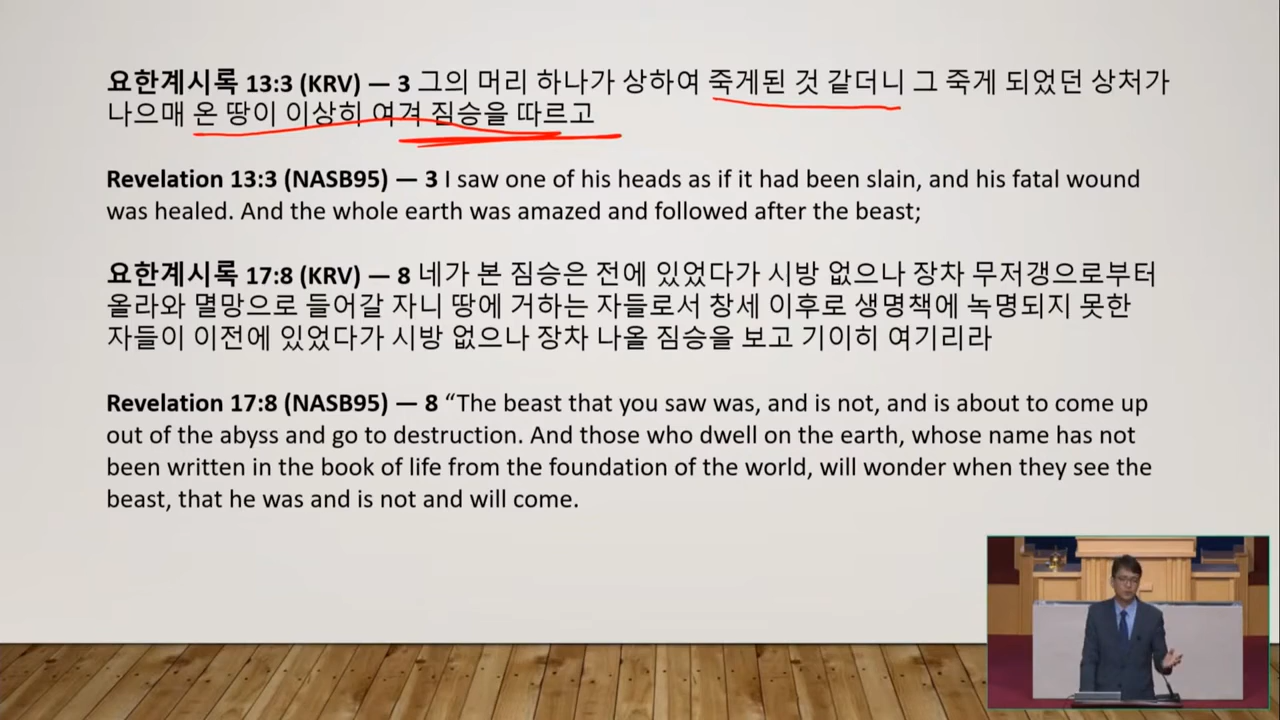 요한계시록 13:3 (KRV) — 3 그의 머리 하나가 상하여 죽게된 것 같더니 그 죽게 되었던 상처가
나으매 온 땅이 이상히 여겨 짐승을 따르고
Revelation 13:3 (NASB95) — 3 I saw one of his heads as if it had been slain, and his fatal wound
was healed. And the whole earth was amazed and followed after the beast;
요한계시록 17:8 (KRV) — 8 네가 본 짐승은 전에 있었다가 시방 없으나 장차 무저갱으로부터
올라와 멸망으로 들어갈 자니 땅에 거하는 자들로서 창세 이후로 생명책에 녹명되지 못한
자들이 이전에 있었다가 시방 없으나 장차 나올 짐승을 보고 기이히 여기리라
Revelation 17:8 (NASB95) — 8 “The beast that you saw was, and is not, and is about to come up
out of the abyss and go to destruction. And those who dwell on the earth, whose name has not
been written in the book of life from the foundation of the world, will wonder when they see the
beast, that he was and is not and will come.